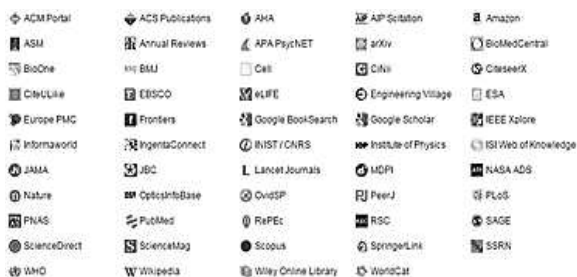 ACM Portal ACS Publications AHA AIP Scitation Amazon
ASM Annual Reviews APA PsycNET arXiv BioMedCentral
BioOne BMJ Cell CiNii CiteseerX
CiteULike EBSCO eLIFE Engineering Village ESA
Europe PMC Frontiers Google BookSearch Google Scholar IEEE Xplore
Informaworld IngentaConnect INIST / CNRS Institute of Physics ISI Web of Knowledge
JAMA JBC Lancet Journals MDPI NASA ADS
Nature OpticsInfoBase OvidSP PeerJ PLoS
PNAS PubMed RePEc RSC SAGE
ScienceDirect ScienceMag Scopus SpringerLink SSRN
WHO Wikipedia Wiley Online Library WorldCat